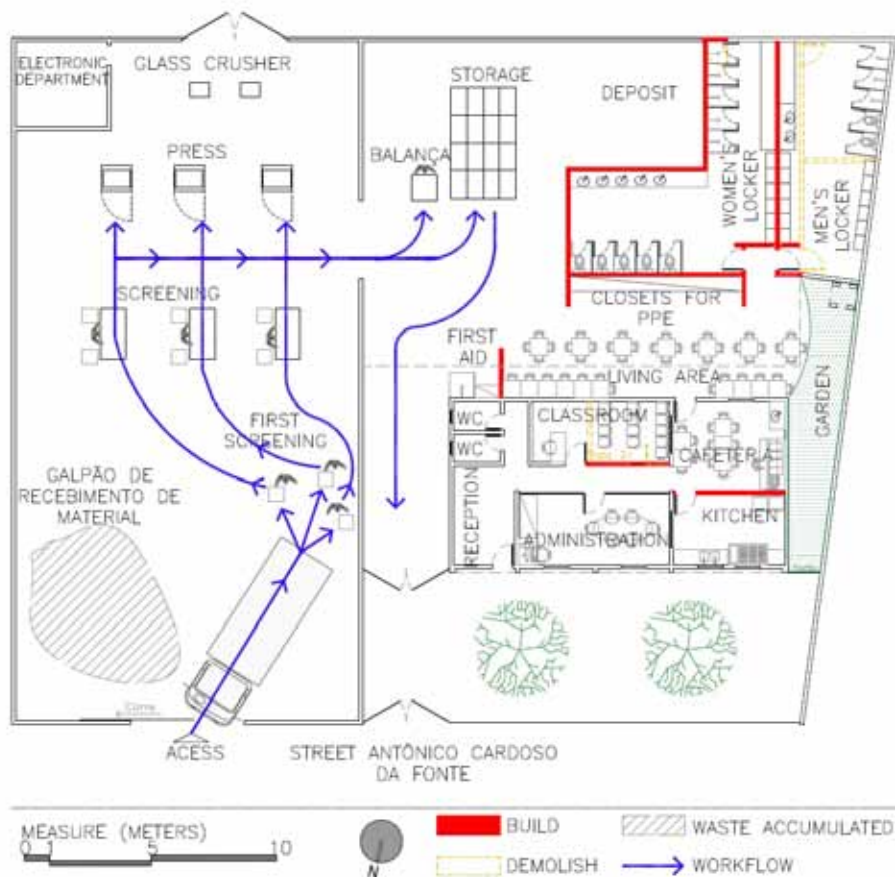 ELECTRONIC
DEPARTMENT
GLASS CRUSHER
STORAGE
DEPOSIT
PRESS
BALANÇA
WOMEN'S
LOCKER
MEN'S
LOCKER
SCREENING
CLOSETS FOR
PPE
FIRST
AID
LIVING AREA
GARDEN
FIRST
SCREENING
WC
WC
CLASSROOM
CAFETERIA
GALPÃO DE
RECEBIMENTO DE
MATERIAL
RECEPTION
ADMINISTRATION
KITCHEN
Corre
ACESS
STREET ANTÔNICO CARDOSO
DA FONTE
MEASURE (METERS)
0 1 5 10
N
BUILD
WASTE ACCUMULATED
DEMOLISH
WORKFLOW